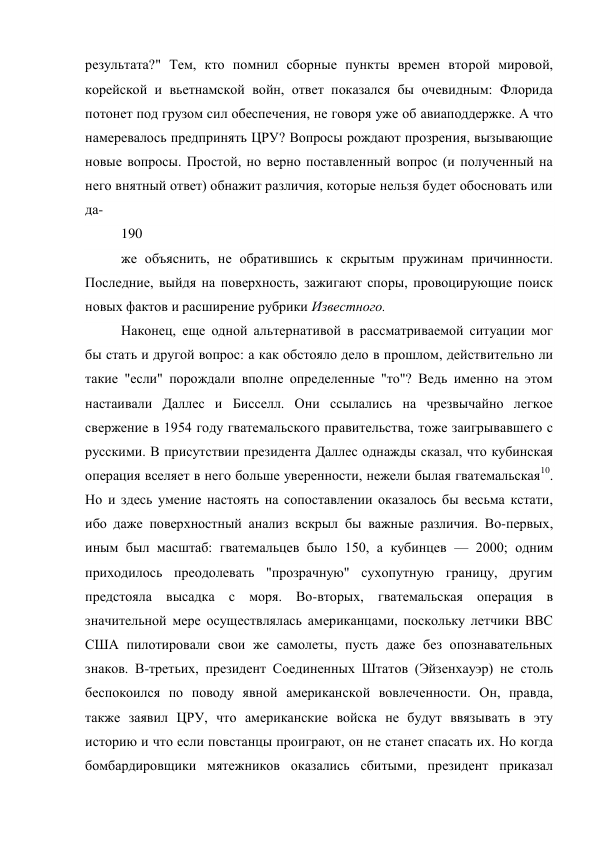 результата?" Тем, кто помнил сборные пункты времен второй мировой,
корейской и вьетнамской войн, ответ показался бы очевидным: Флорида
потонет под грузом сил обеспечения, не говоря уже об авиаподдержке. А что
намеревалось предпринять ЦРУ? Вопросы рождают прозрения, вызывающие
новые вопросы. Простой, но верно поставленный вопрос (и полученный на
него внятный ответ) обнажит различия, которые нельзя будет обосновать или
да-
190
же объяснить, не обратившись к скрытым пружинам причинности.
Последние, выйдя на поверхность, зажигают споры, провоцирующие поиск
новых фактов и расширение рубрики Известного.
Наконец, еще одной альтернативой в рассматриваемой ситуации мог
бы стать и другой вопрос: а как обстояло дело в прошлом, действительно ли
такие "если" порождали вполне определенные "то"? Ведь именно на этом
настаивали Даллес и Бисселл. Они ссылались на чрезвычайно легкое
свержение в 1954 году гватемальского правительства, тоже заигрывавшего с
русскими. В присутствии президента Даллес однажды сказал, что кубинская
операция вселяет в него больше уверенности, нежели былая гватемальская10.
Но и здесь умение настоять на сопоставлении оказалось бы весьма кстати,
ибо даже поверхностный анализ вскрыл бы важные различия. Во-первых,
иным был масштаб: гватемальцев было 150, а кубинцев — 2000; одним
приходилось преодолевать "прозрачную" сухопутную границу, другим
предстояла высадка с моря. Во-вторых, гватемальская операция в
значительной мере осуществлялась американцами, поскольку летчики ВВС
США пилотировали свои же самолеты, пусть даже без опознавательных
знаков. В-третьих, президент Соединенных Штатов (Эйзенхауэр) не столь
беспокоился по поводу явной американской вовлеченности. Он, правда,
также заявил ЦРУ, что американские войска не будут ввязывать в эту
историю и что если повстанцы проиграют, он не станет спасать их. Но когда
бомбардировщики мятежников оказались сбитыми, президент приказал